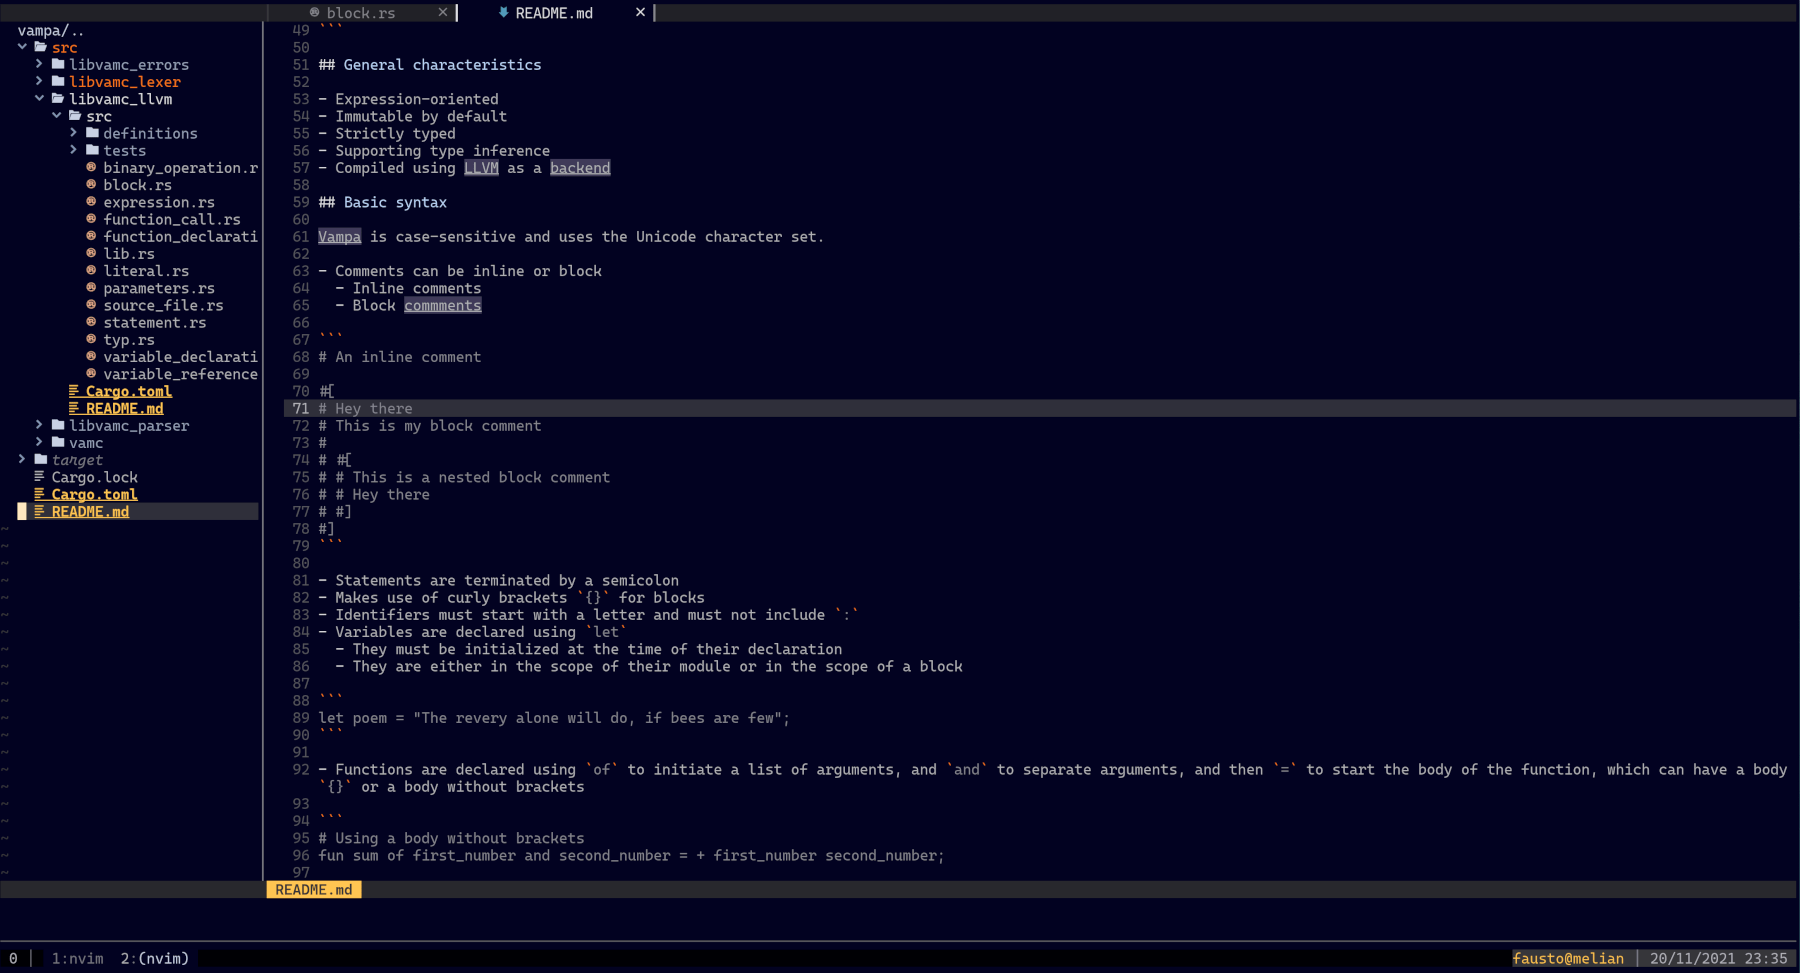 block.rs × README.md ×
vampa/..
src
libvamc_errors
libvamc_lexer
libvamc_llvm
src
definitions
tests
binary_operation.r
block.rs
expression.rs
function_call.rs
function_declarati
lib.rs
literal.rs
parameters.rs
source_file.rs
statement.rs
typ.rs
variable_declarati
variable_reference
Cargo.toml
README.md
libvamc_parser
vamc
target
Cargo.lock
Cargo.toml
README.md
49 ```
50
51 ## General characteristics
52
53 - Expression-oriented
54 - Immutable by default
55 - Strictly typed
56 - Supporting type inference
57 - Compiled using LLVM as a backend
58
59 ## Basic syntax
60
61 Vampa is case-sensitive and uses the Unicode character set.
62
63 - Comments can be inline or block
64   - Inline comments
65   - Block commments
66
67 ```
68 # An inline comment
69
70 #[
71 # Hey there
72 # This is my block comment
73 #
74 # #[
75 # # This is a nested block comment
76 # # Hey there
77 # #]
78 #]
79 ```
80
81 - Statements are terminated by a semicolon
82 - Makes use of curly brackets `{}` for blocks
83 - Identifiers must start with a letter and must not include `:`
84 - Variables are declared using `let`
85   - They must be initialized at the time of their declaration
86   - They are either in the scope of their module or in the scope of a block
87
88 ```
89 let poem = "The revery alone will do, if bees are few";
90 ```
91
92 - Functions are declared using `of` to initiate a list of arguments, and `and` to separate arguments, and then `=` to start the body of the function, which can have a body
`{}` or a body without brackets
93
94 ```
95 # Using a body without brackets
96 fun sum of first_number and second_number = + first_number second_number;
97
README.md
0 | 1:nvim 2:(nvim) fausto@melian | 20/11/2021 23:35